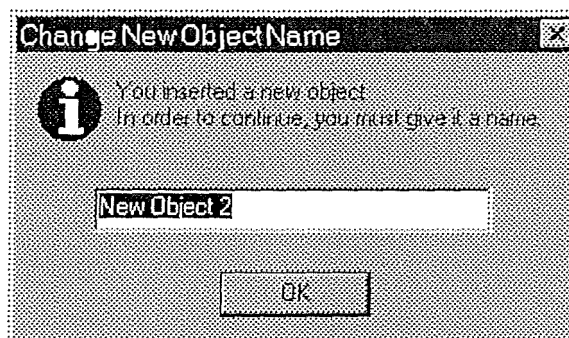 Change New Object Name
You inserted a new object
In order to continue, you must give it a name.
New Object 2
OK